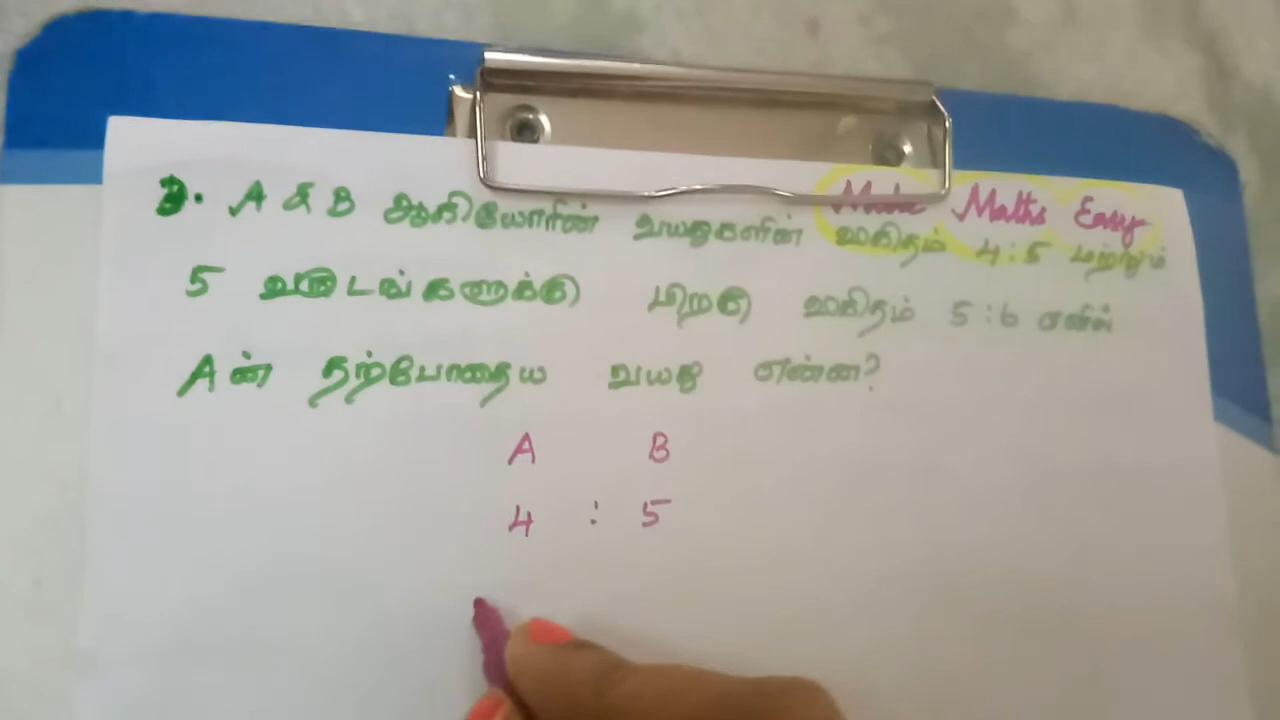 Make Maths Easy
3. A & B ஆகியோரின் வயதுகளின் விகிதம் 4:5 மற்றும்
5 வருடங்களுக்கு பிறகு விகிதம் 5:6 எனில்
Aன் தற்போதைய வயது என்ன?
A B
4 : 5